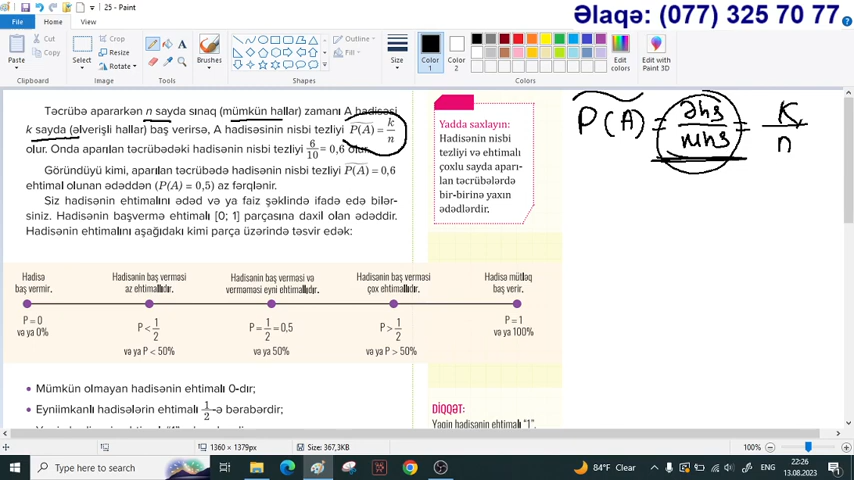 25 - Paint
Əlaqə: (077) 325 70 77
File
Home
View
Paste
Cut
Copy
Clipboard
Select
Crop
Resize
Rotate
Image
Tools
Brushes
Shapes
Outline
Fill
Size
Color 1
Color 2
Colors
Edit colors
Edit with Paint 3D
Təcrübə apararkən n sayda sınaq (mümkün hallar) zamanı A hadisəsi
k sayda (əlverişli hallar) baş verirsə, A hadisəsinin nisbi tezliyi P(A) = k/n
olur. Onda aparılan təcrübədəki hadisənin nisbi tezliyi 6/10 = 0,6 olur.
Göründüyü kimi, aparılan təcrübədə hadisənin nisbi tezliyi P(A) = 0,6
ehtimal olunan ədəddən (P(A) = 0,5) az fərqlənir.
Siz hadisənin ehtimalını ədəd və ya faiz şəklində ifadə edə bilər-
siniz. Hadisənin başvermə ehtimalı [0; 1] parçasına daxil olan ədəddir.
Hadisənin ehtimalını aşağıdakı kimi parça üzərində təsvir edək:
Yadda saxlayın:
Hadisənin nisbi
tezliyi və ehtimalı
çoxlu sayda aparı-
lan təcrübələrdə
bir-birinə yaxın
ədədlərdir.
P(A) = əhs/mhs = K/n
Hadisə
baş vermir.
P = 0
və ya 0%
Hadisənin baş verməsi
az ehtimallıdır.
P < 1/2
və ya P < 50%
Hadisənin baş verməsi və
verməməsi eyni ehtimallıdır.
P = 1/2 = 0,5
və ya 50%
Hadisənin baş verməsi
çox ehtimallıdır.
P > 1/2
və ya P > 50%
Hadisə mütləq
baş verir.
P = 1
və ya 100%
• Mümkün olmayan hadisənin ehtimalı 0-dır;
• Eyniimkanlı hadisələrin ehtimalı 1/2-ə bərabərdir;
DİQQƏT:
Yəqin hadisənin ehtimalı "1".
1360 × 1379px
Size: 367,3KB
100%
Type here to search
84°F Clear
ENG
22:26
13.08.2023